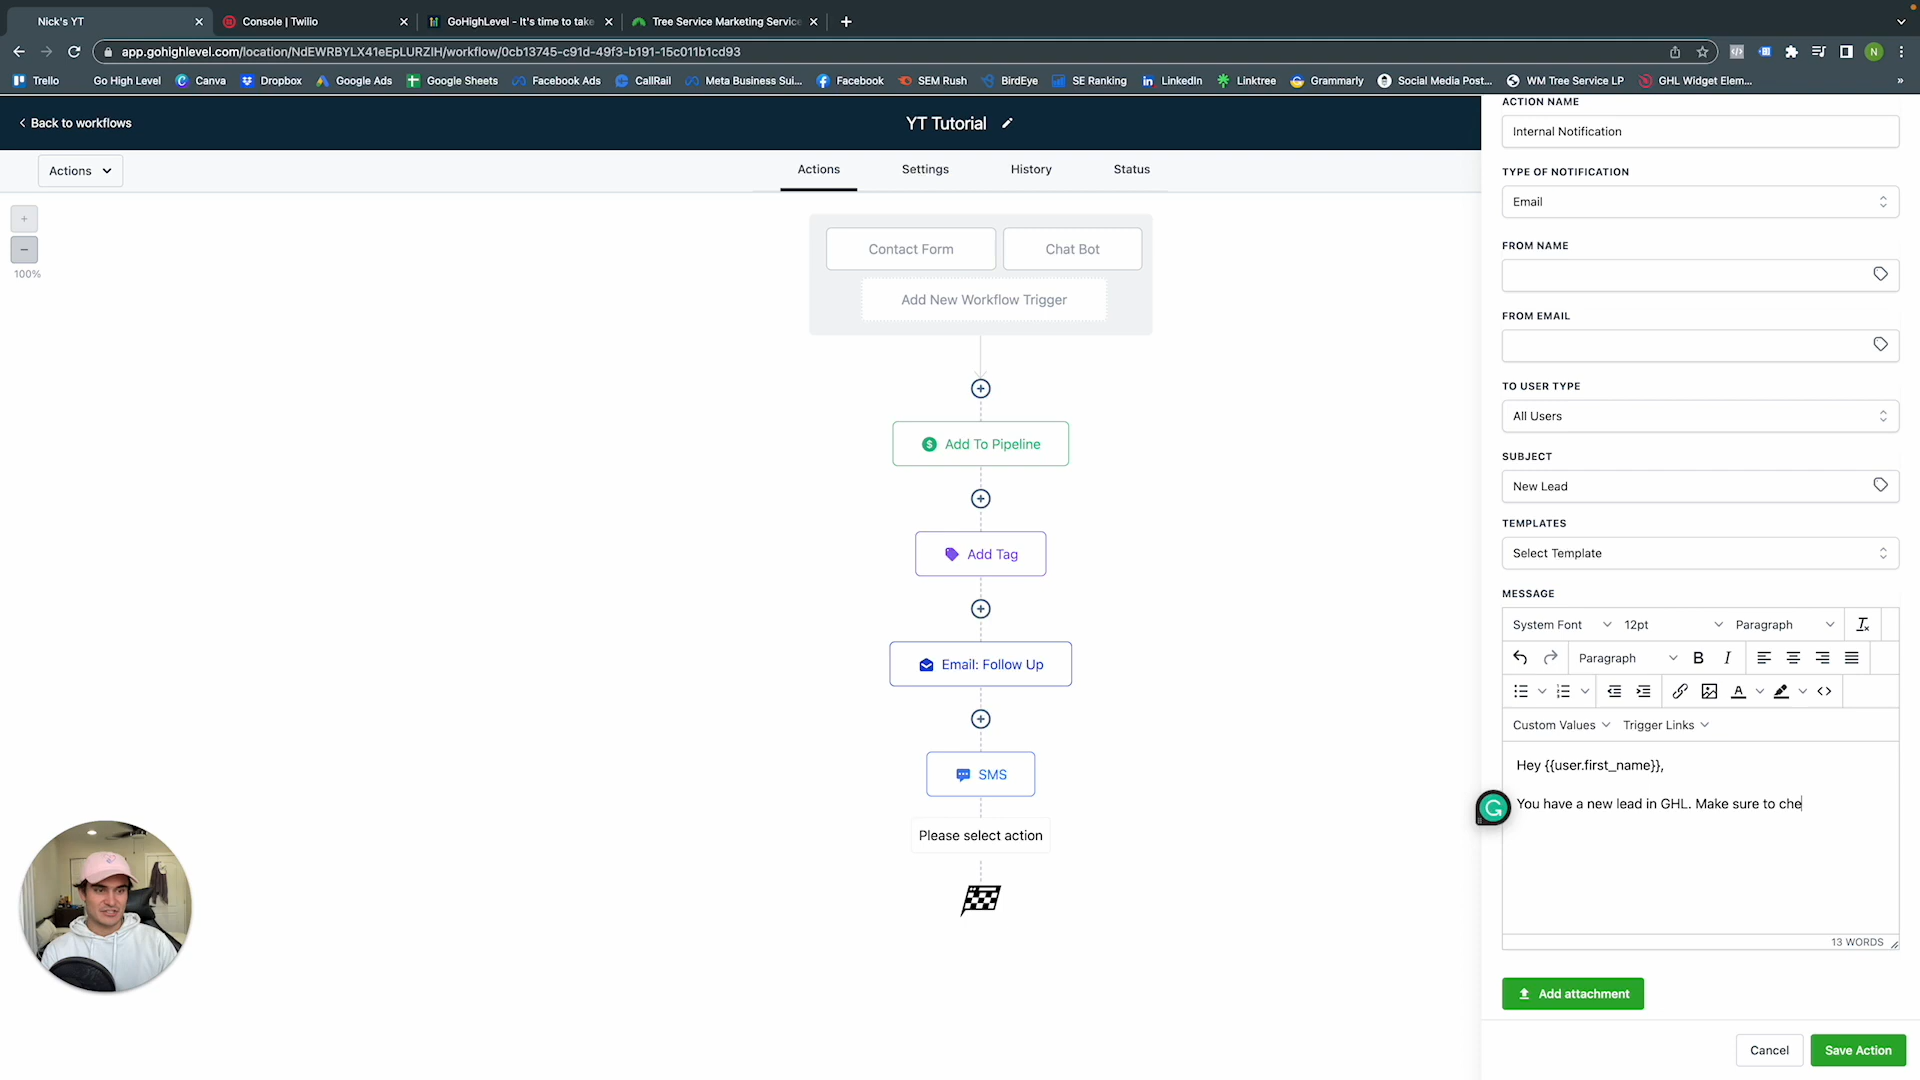 Nick's YT
Console | Twilio
GoHighLevel - It's time to take
Tree Service Marketing Service
app.gohighlevel.com/location/NdEWRBYLX41eEpLURZIH/workflow/0cb13745-c91d-49f3-b191-15c011b1cd93
N
Trello
Go High Level
Canva
Dropbox
Google Ads
Google Sheets
Facebook Ads
CallRail
Meta Business Sui...
Facebook
SEM Rush
BirdEye
SE Ranking
LinkedIn
Linktree
Grammarly
Social Media Post...
WM Tree Service LP
GHL Widget Elem...
»
Back to workflows
YT Tutorial
Actions
Actions
Settings
History
Status
+
−
100%
Contact Form
Chat Bot
Add New Workflow Trigger
Add To Pipeline
Add Tag
Email: Follow Up
SMS
Please select action
ACTION NAME
Internal Notification
TYPE OF NOTIFICATION
Email
FROM NAME
FROM EMAIL
TO USER TYPE
All Users
SUBJECT
New Lead
TEMPLATES
Select Template
MESSAGE
System Font
12pt
Paragraph
Paragraph
B
I
A
Custom Values
Trigger Links
Hey {{user.first_name}},
You have a new lead in GHL. Make sure to che
13 WORDS
Add attachment
Cancel
Save Action